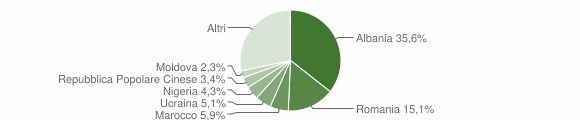 Altri
Albania 35,6%
Moldova 2,3%
Repubblica Popolare Cinese 3,4%
Nigeria 4,3%
Ucraina 5,1%
Romania 15,1%
Marocco 5,9%